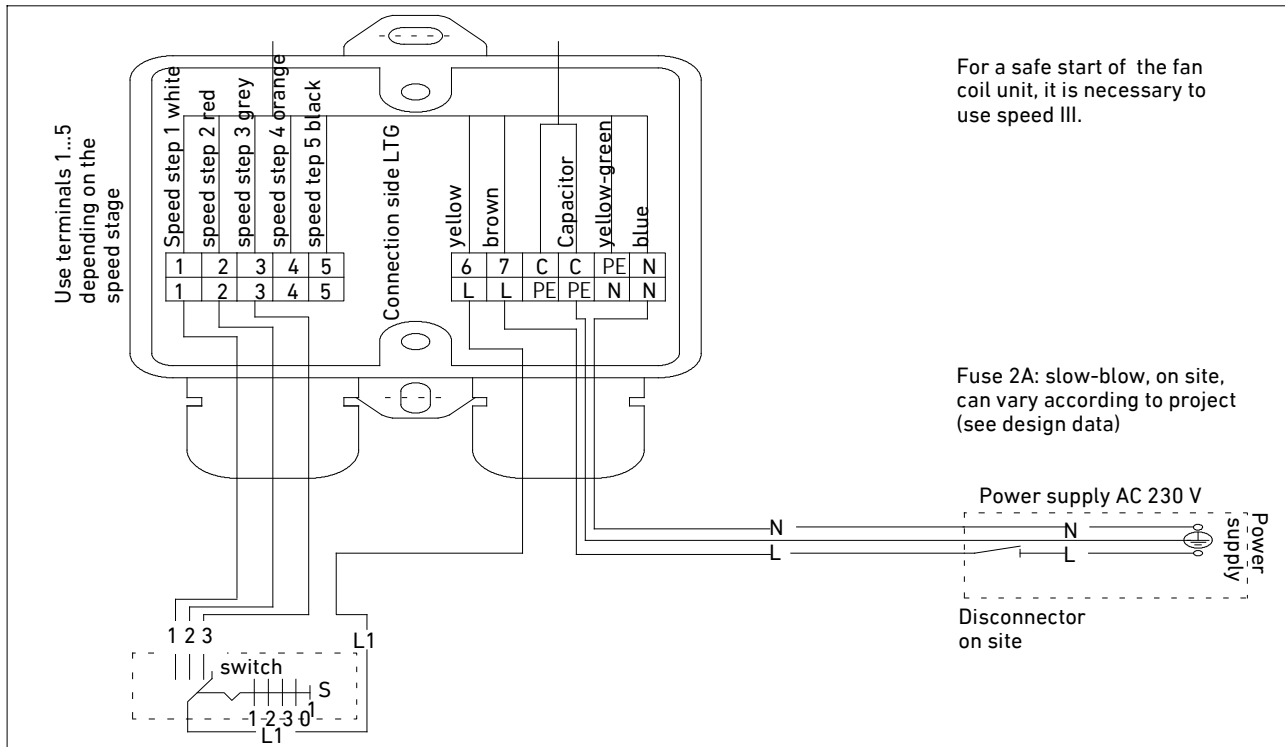 For a safe start of the fan
coil unit, it is necessary to
use speed III.
Use terminals 1...5
depending on the
speed stage
Speed step 1 white
speed step 2 red
speed step 3 grey
speed step 4 orange
speed tep 5 black
Connection side LTG
yellow
brown
Capacitor
yellow-green
blue
1 2 3 4 5
1 2 3 4 5
6 7 C C PE N
L L PE PE N N
Fuse 2A: slow-blow, on site,
can vary according to project
(see design data)
Power supply AC 230 V
N
N
L
L
Power
supply
Disconnector
on site
1 2 3
L1
switch
S
1
1 2 3 0
L1